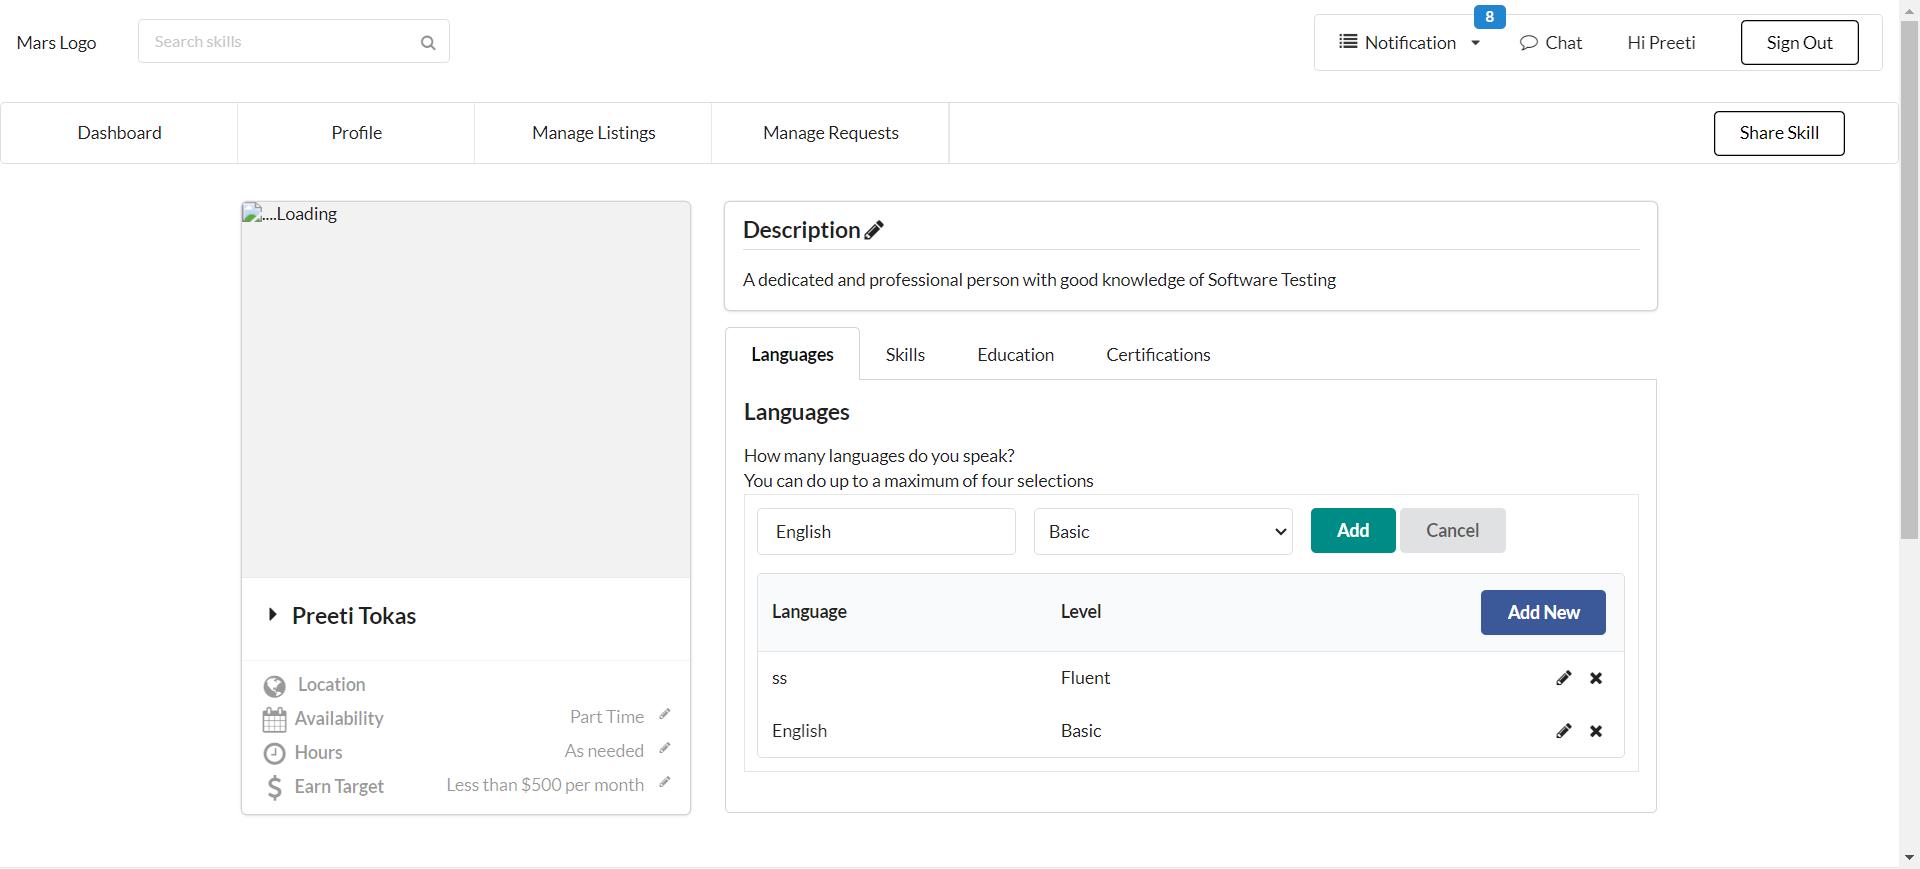 Mars Logo
Search skills
8
Notification
Chat
Hi Preeti
Sign Out
Dashboard
Profile
Manage Listings
Manage Requests
Share Skill
....Loading
Preeti Tokas
Location
Availability
Part Time
Hours
As needed
Earn Target
Less than $500 per month
Description
A dedicated and professional person with good knowledge of Software Testing
Languages
Skills
Education
Certifications
Languages
How many languages do you speak?
You can do up to a maximum of four selections
English
Basic
Add
Cancel
Language
Level
Add New
ss
Fluent
English
Basic